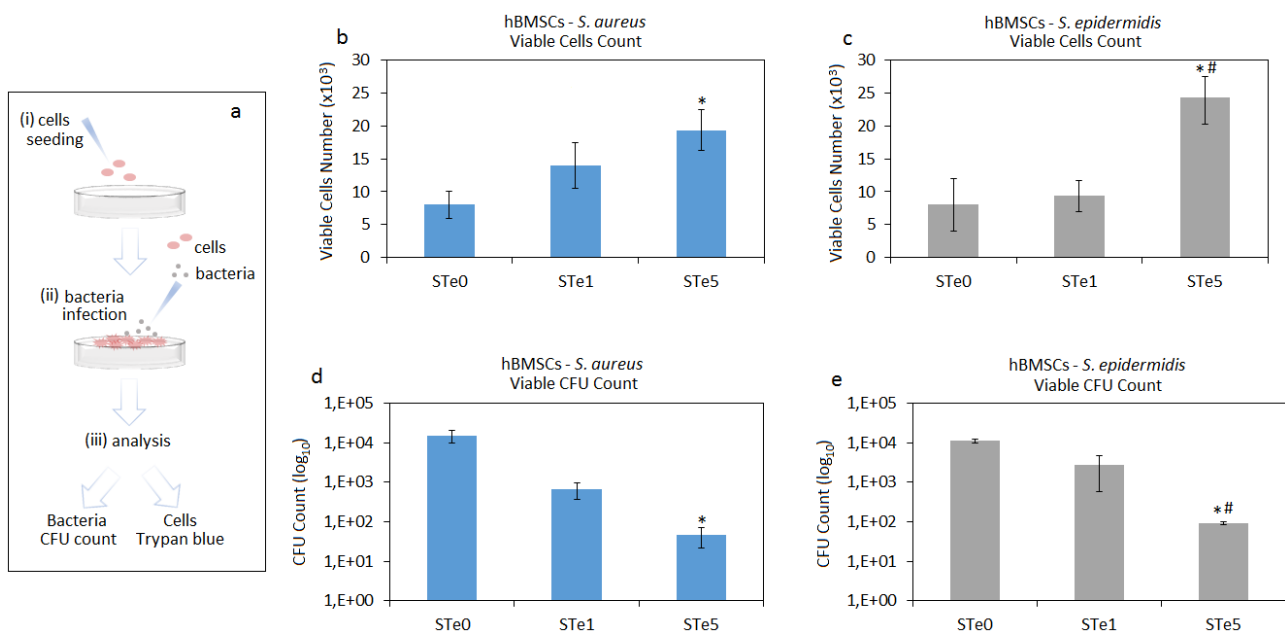 a
(i) cells
seeding
cells
bacteria
(ii) bacteria
infection
(iii) analysis
Bacteria
CFU count
Cells
Trypan blue
b
hBMSCs - S. aureus
Viable Cells Count
Viable Cells Number (x10³)
30
25
20
15
10
5
0
*
STe0
STe1
STe5
c
hBMSCs - S. epidermidis
Viable Cells Count
Viable Cells Number (x10³)
30
25
20
15
10
5
0
*#
STe0
STe1
STe5
d
hBMSCs - S. aureus
Viable CFU Count
CFU Count (log₁₀)
1,E+05
1,E+04
1,E+03
1,E+02
1,E+01
1,E+00
*
STe0
STe1
STe5
e
hBMSCs - S. epidermidis
Viable CFU Count
CFU Count (log₁₀)
1,E+05
1,E+04
1,E+03
1,E+02
1,E+01
1,E+00
*#
STe0
STe1
STe5